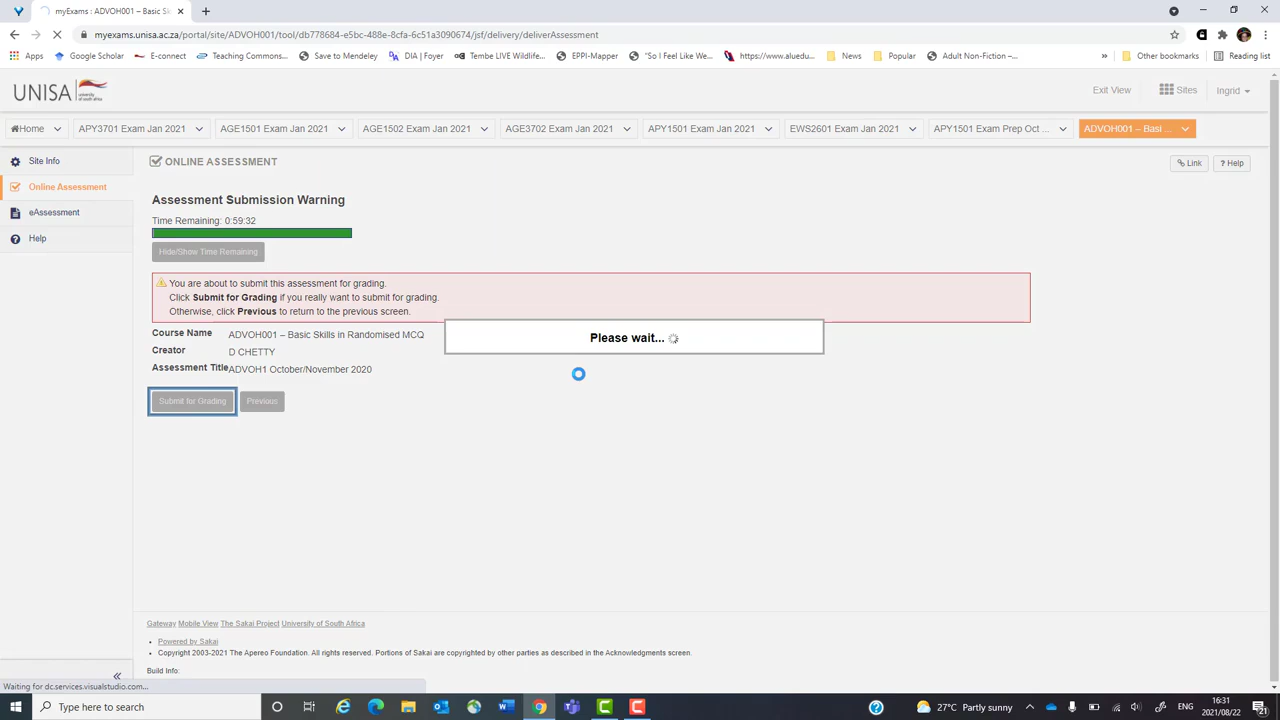 myExams : ADVOH001 – Basic Sk
myexams.unisa.ac.za/portal/site/ADVOH001/tool/db778684-e5bc-488e-8cfa-6c51a3090674/jsf/delivery/deliverAssessment
Apps Google Scholar E-connect Teaching Commons... Save to Mendeley DIA | Foyer Tembe LIVE Wildlife... EPPI-Mapper "So I Feel Like We... https://www.aluedu... News Popular Adult Non-Fiction –... » Other bookmarks Reading list
UNISA university of south africa
Exit View Sites Ingrid
Home APY3701 Exam Jan 2021 AGE1501 Exam Jan 2021 AGE1502 Exam Jan 2021 AGE3702 Exam Jan 2021 APY1501 Exam Jan 2021 EWS2601 Exam Jan 2021 APY1501 Exam Prep Oct ... ADVOH001 – Basi ...
Site Info
Online Assessment
eAssessment
Help
ONLINE ASSESSMENT
Link ? Help
Assessment Submission Warning
Time Remaining: 0:59:32
Hide/Show Time Remaining
You are about to submit this assessment for grading.
Click Submit for Grading if you really want to submit for grading.
Otherwise, click Previous to return to the previous screen.
Course Name ADVOH001 – Basic Skills in Randomised MCQ
Please wait...
Creator D CHETTY
Assessment Title ADVOH1 October/November 2020
Submit for Grading Previous
Gateway Mobile View The Sakai Project University of South Africa
• Powered by Sakai
• Copyright 2003-2021 The Apereo Foundation. All rights reserved. Portions of Sakai are copyrighted by other parties as described in the Acknowledgments screen.
Build Info:
«
Waiting for dc.services.visualstudio.com...
Type here to search
27°C Partly sunny
ENG
16:31
2021/08/22